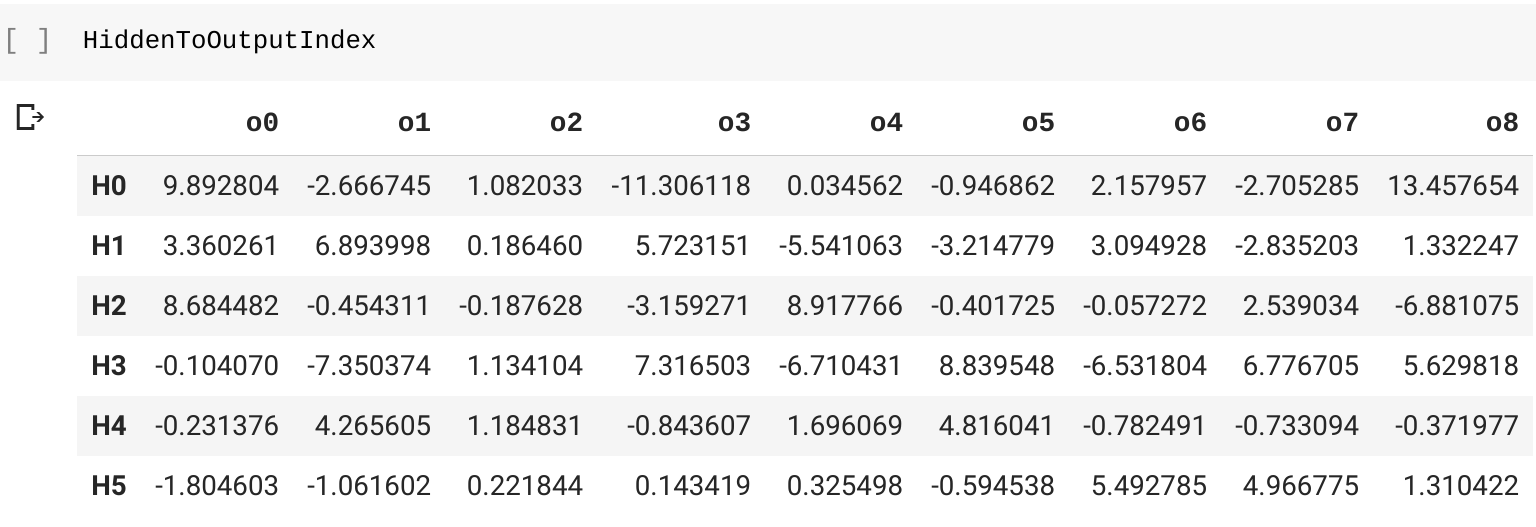 [ ] HiddenToOutputIndex
o0 o1 o2 o3 o4 o5 o6 o7 o8
H0 9.892804 -2.666745 1.082033 -11.306118 0.034562 -0.946862 2.157957 -2.705285 13.457654
H1 3.360261 6.893998 0.186460 5.723151 -5.541063 -3.214779 3.094928 -2.835203 1.332247
H2 8.684482 -0.454311 -0.187628 -3.159271 8.917766 -0.401725 -0.057272 2.539034 -6.881075
H3 -0.104070 -7.350374 1.134104 7.316503 -6.710431 8.839548 -6.531804 6.776705 5.629818
H4 -0.231376 4.265605 1.184831 -0.843607 1.696069 4.816041 -0.782491 -0.733094 -0.371977
H5 -1.804603 -1.061602 0.221844 0.143419 0.325498 -0.594538 5.492785 4.966775 1.310422